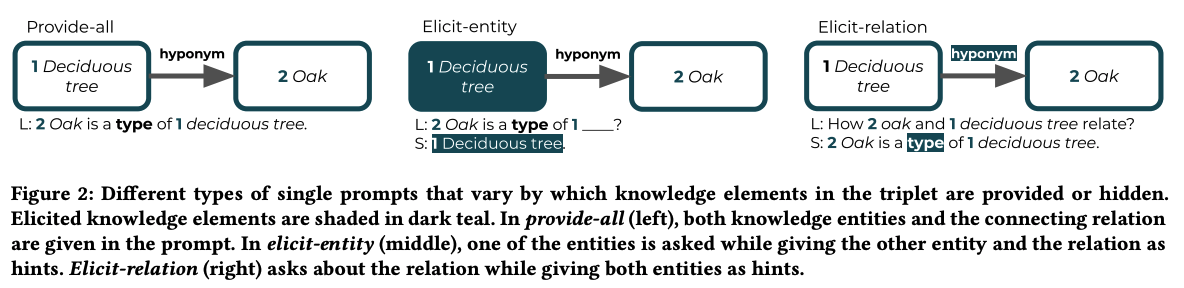 Provide-all
1 Deciduous
tree
hyponym
2 Oak
L: 2 Oak is a type of 1 deciduous tree.
Elicit-entity
1 Deciduous
tree
hyponym
2 Oak
L: 2 Oak is a type of 1 ____?
S: 1 Deciduous tree.
Elicit-relation
1 Deciduous
tree
hyponym
2 Oak
L: How 2 oak and 1 deciduous tree relate?
S: 2 Oak is a type of 1 deciduous tree.
Figure 2: Different types of single prompts that vary by which knowledge elements in the triplet are provided or hidden.
Elicited knowledge elements are shaded in dark teal. In provide-all (left), both knowledge entities and the connecting relation
are given in the prompt. In elicit-entity (middle), one of the entities is asked while giving the other entity and the relation as
hints. Elicit-relation (right) asks about the relation while giving both entities as hints.